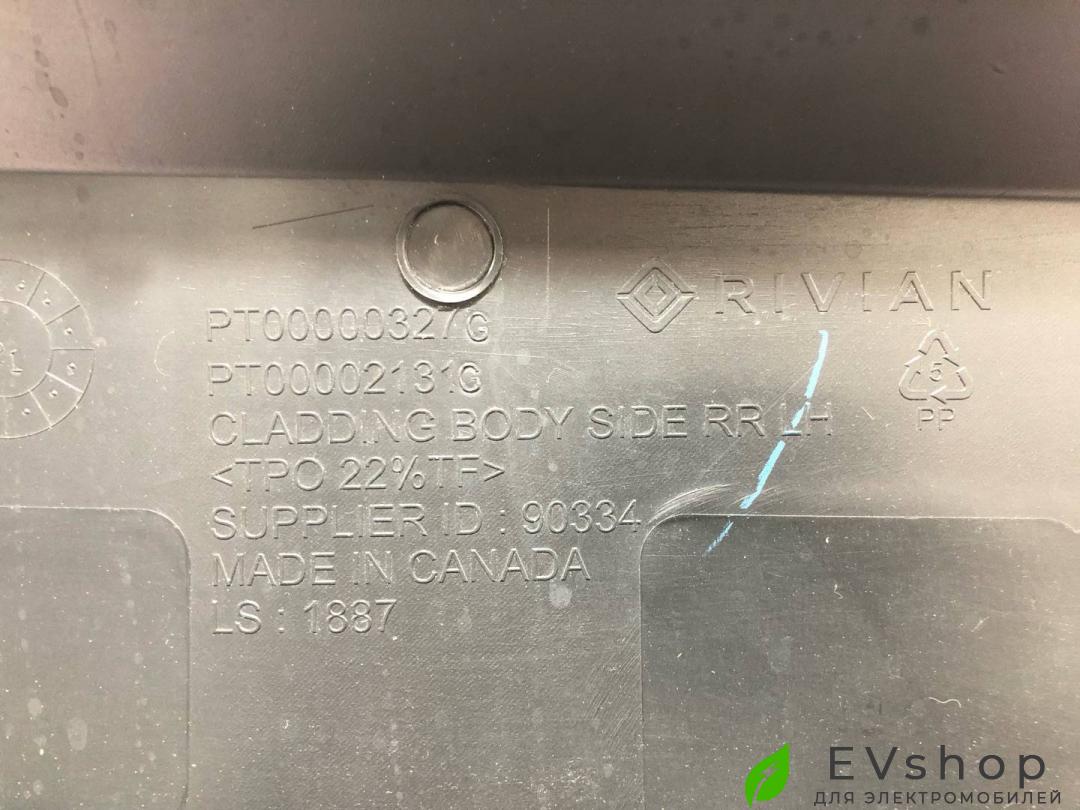 RIVIAN
PT00000327G
PT00002131G
5
PP
CLADDING BODY SIDE RR LH
<TPO 22%TF>
SUPPLIER ID : 90334
MADE IN CANADA
LS : 1887
EVshop
ДЛЯ ЭЛЕКТРОМОБИЛЕЙ